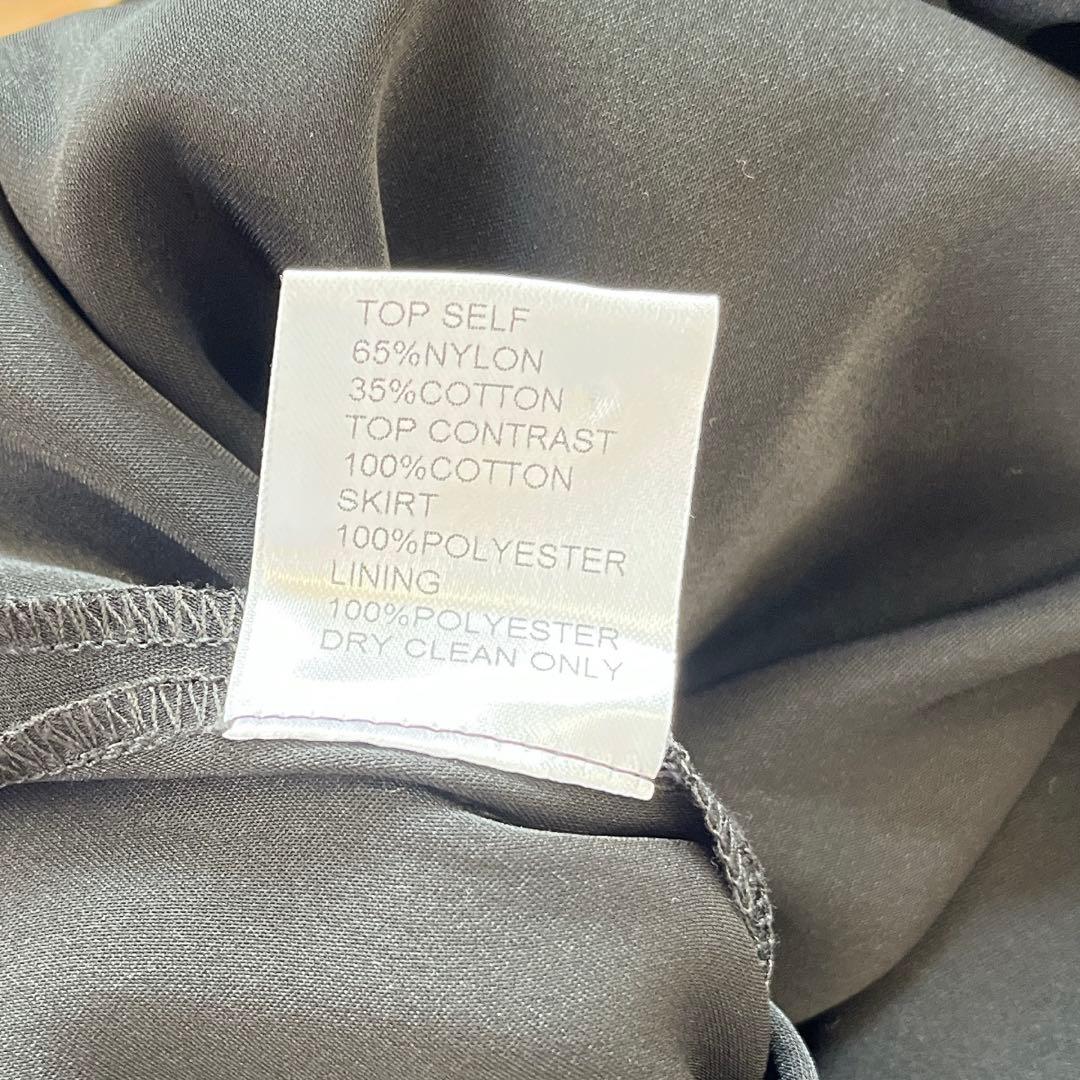 TOP SELF
65%NYLON
35%COTTON
TOP CONTRAST
100%COTTON
SKIRT
100%POLYESTER
LINING
100%POLYESTER
DRY CLEAN ONLY